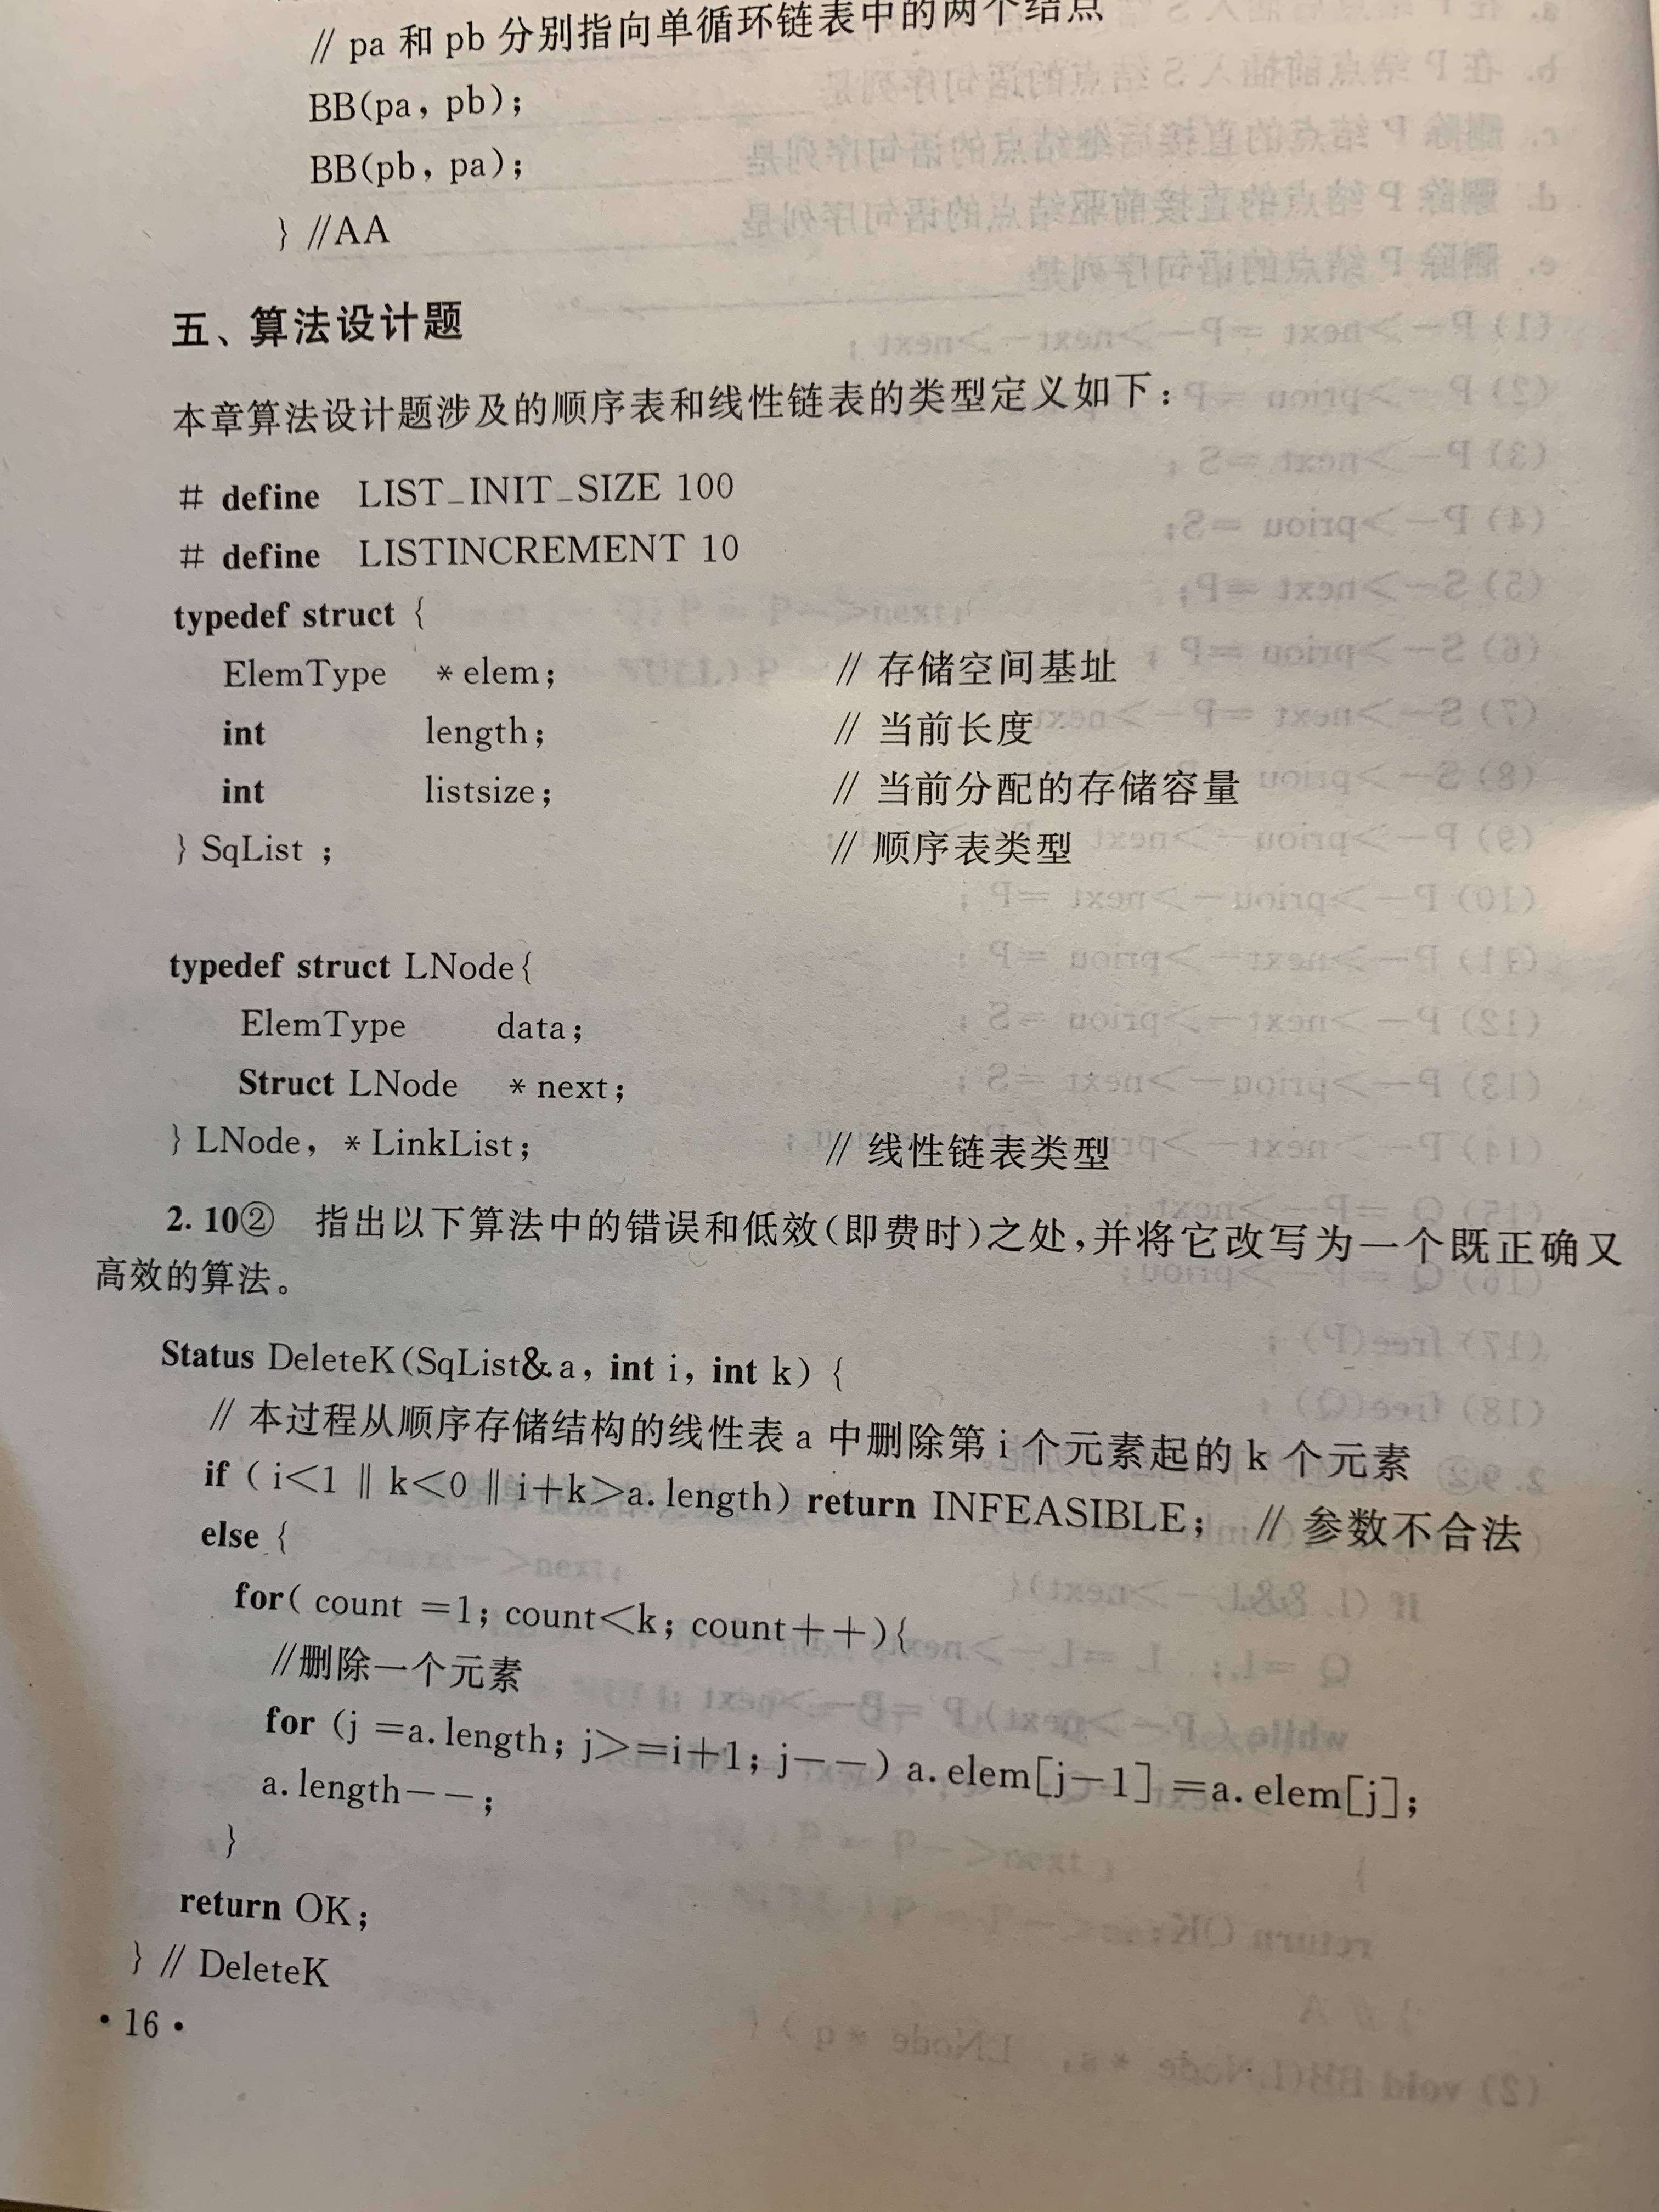 // pa 和 pb 分别指向单循环链表中的两个结点
BB(pa, pb);
BB(pb, pa);
} //AA
五、算法设计题
本章算法设计题涉及的顺序表和线性链表的类型定义如下：
# define LIST_INIT_SIZE 100
# define LISTINCREMENT 10
typedef struct {
ElemType * elem; // 存储空间基址
int length; // 当前长度
int listsize; // 当前分配的存储容量
} SqList ; // 顺序表类型
typedef struct LNode{
ElemType data;
Struct LNode * next;
} LNode, * LinkList; // 线性链表类型
2.10② 指出以下算法中的错误和低效(即费时)之处,并将它改写为一个既正确又
高效的算法。
Status DeleteK(SqList& a, int i, int k) {
// 本过程从顺序存储结构的线性表 a 中删除第 i 个元素起的 k 个元素
if ( i<1 || k<0 || i+k>a.length) return INFEASIBLE; // 参数不合法
else {
for( count =1; count<k; count++){
//删除一个元素
for (j =a.length; j>=i+1; j--) a.elem[j-1] =a.elem[j];
a.length--;
}
return OK;
} // DeleteK
·16·